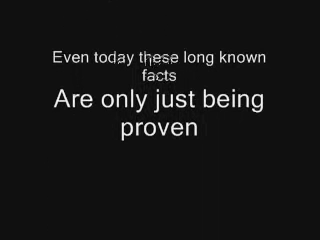 Even today these long known
facts
Are only just being
proven